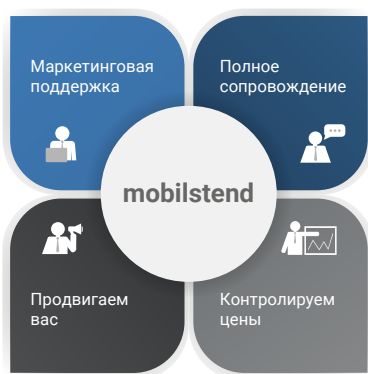 Маркетинговая
поддержка
Полное
сопровождение
mobilstend
Продвигаем
вас
Контролируем
цены